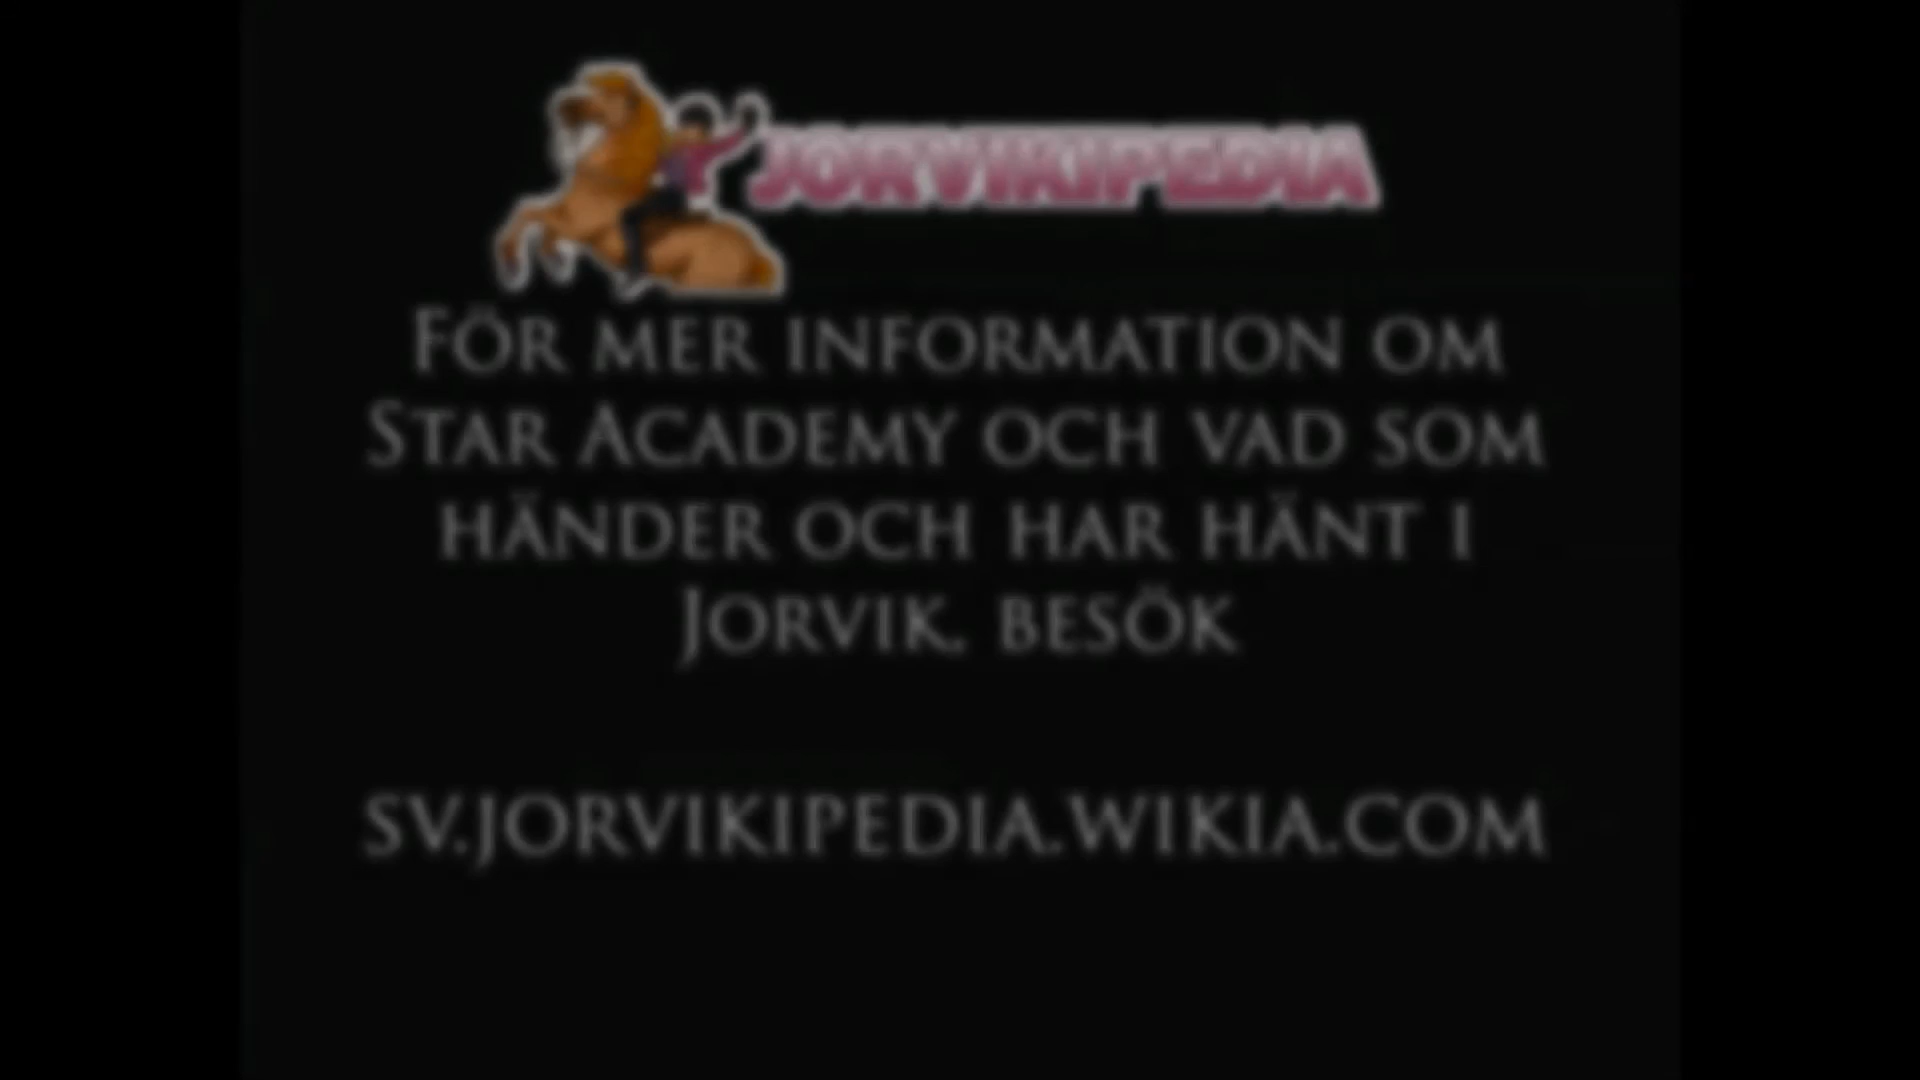 JORVIKIPEDIA
FÖR MER INFORMATION OM
STAR ACADEMY OCH VAD SOM
HÄNDER OCH HAR HÄNT I
JORVIK, BESÖK
SV.JORVIKIPEDIA.WIKIA.COM